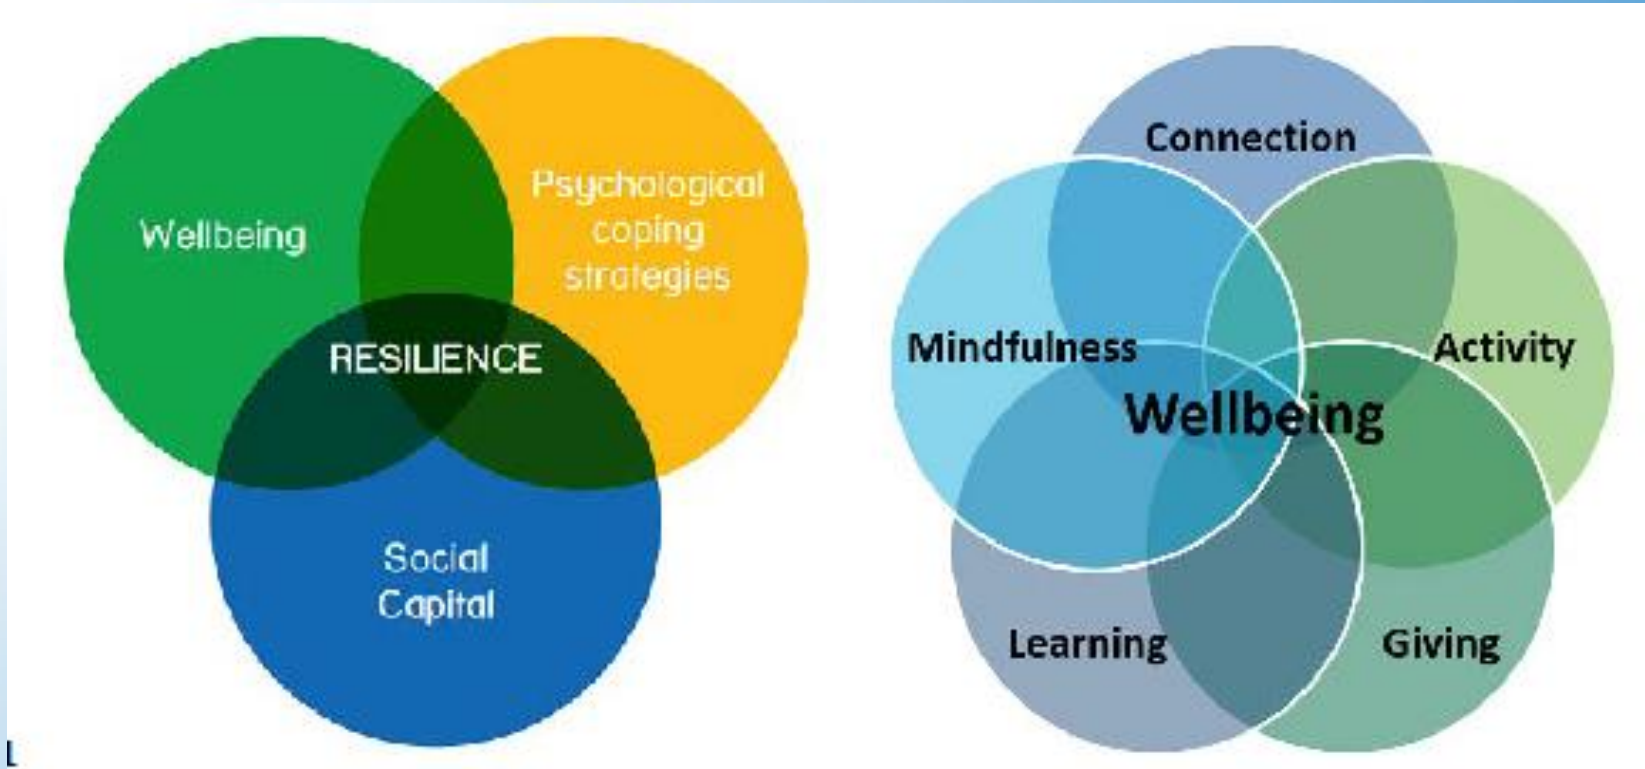 Wellbeing
Psychological
coping
strategies
RESILIENCE
Social
Capital
Connection
Mindfulness
Activity
Wellbeing
Learning
Giving